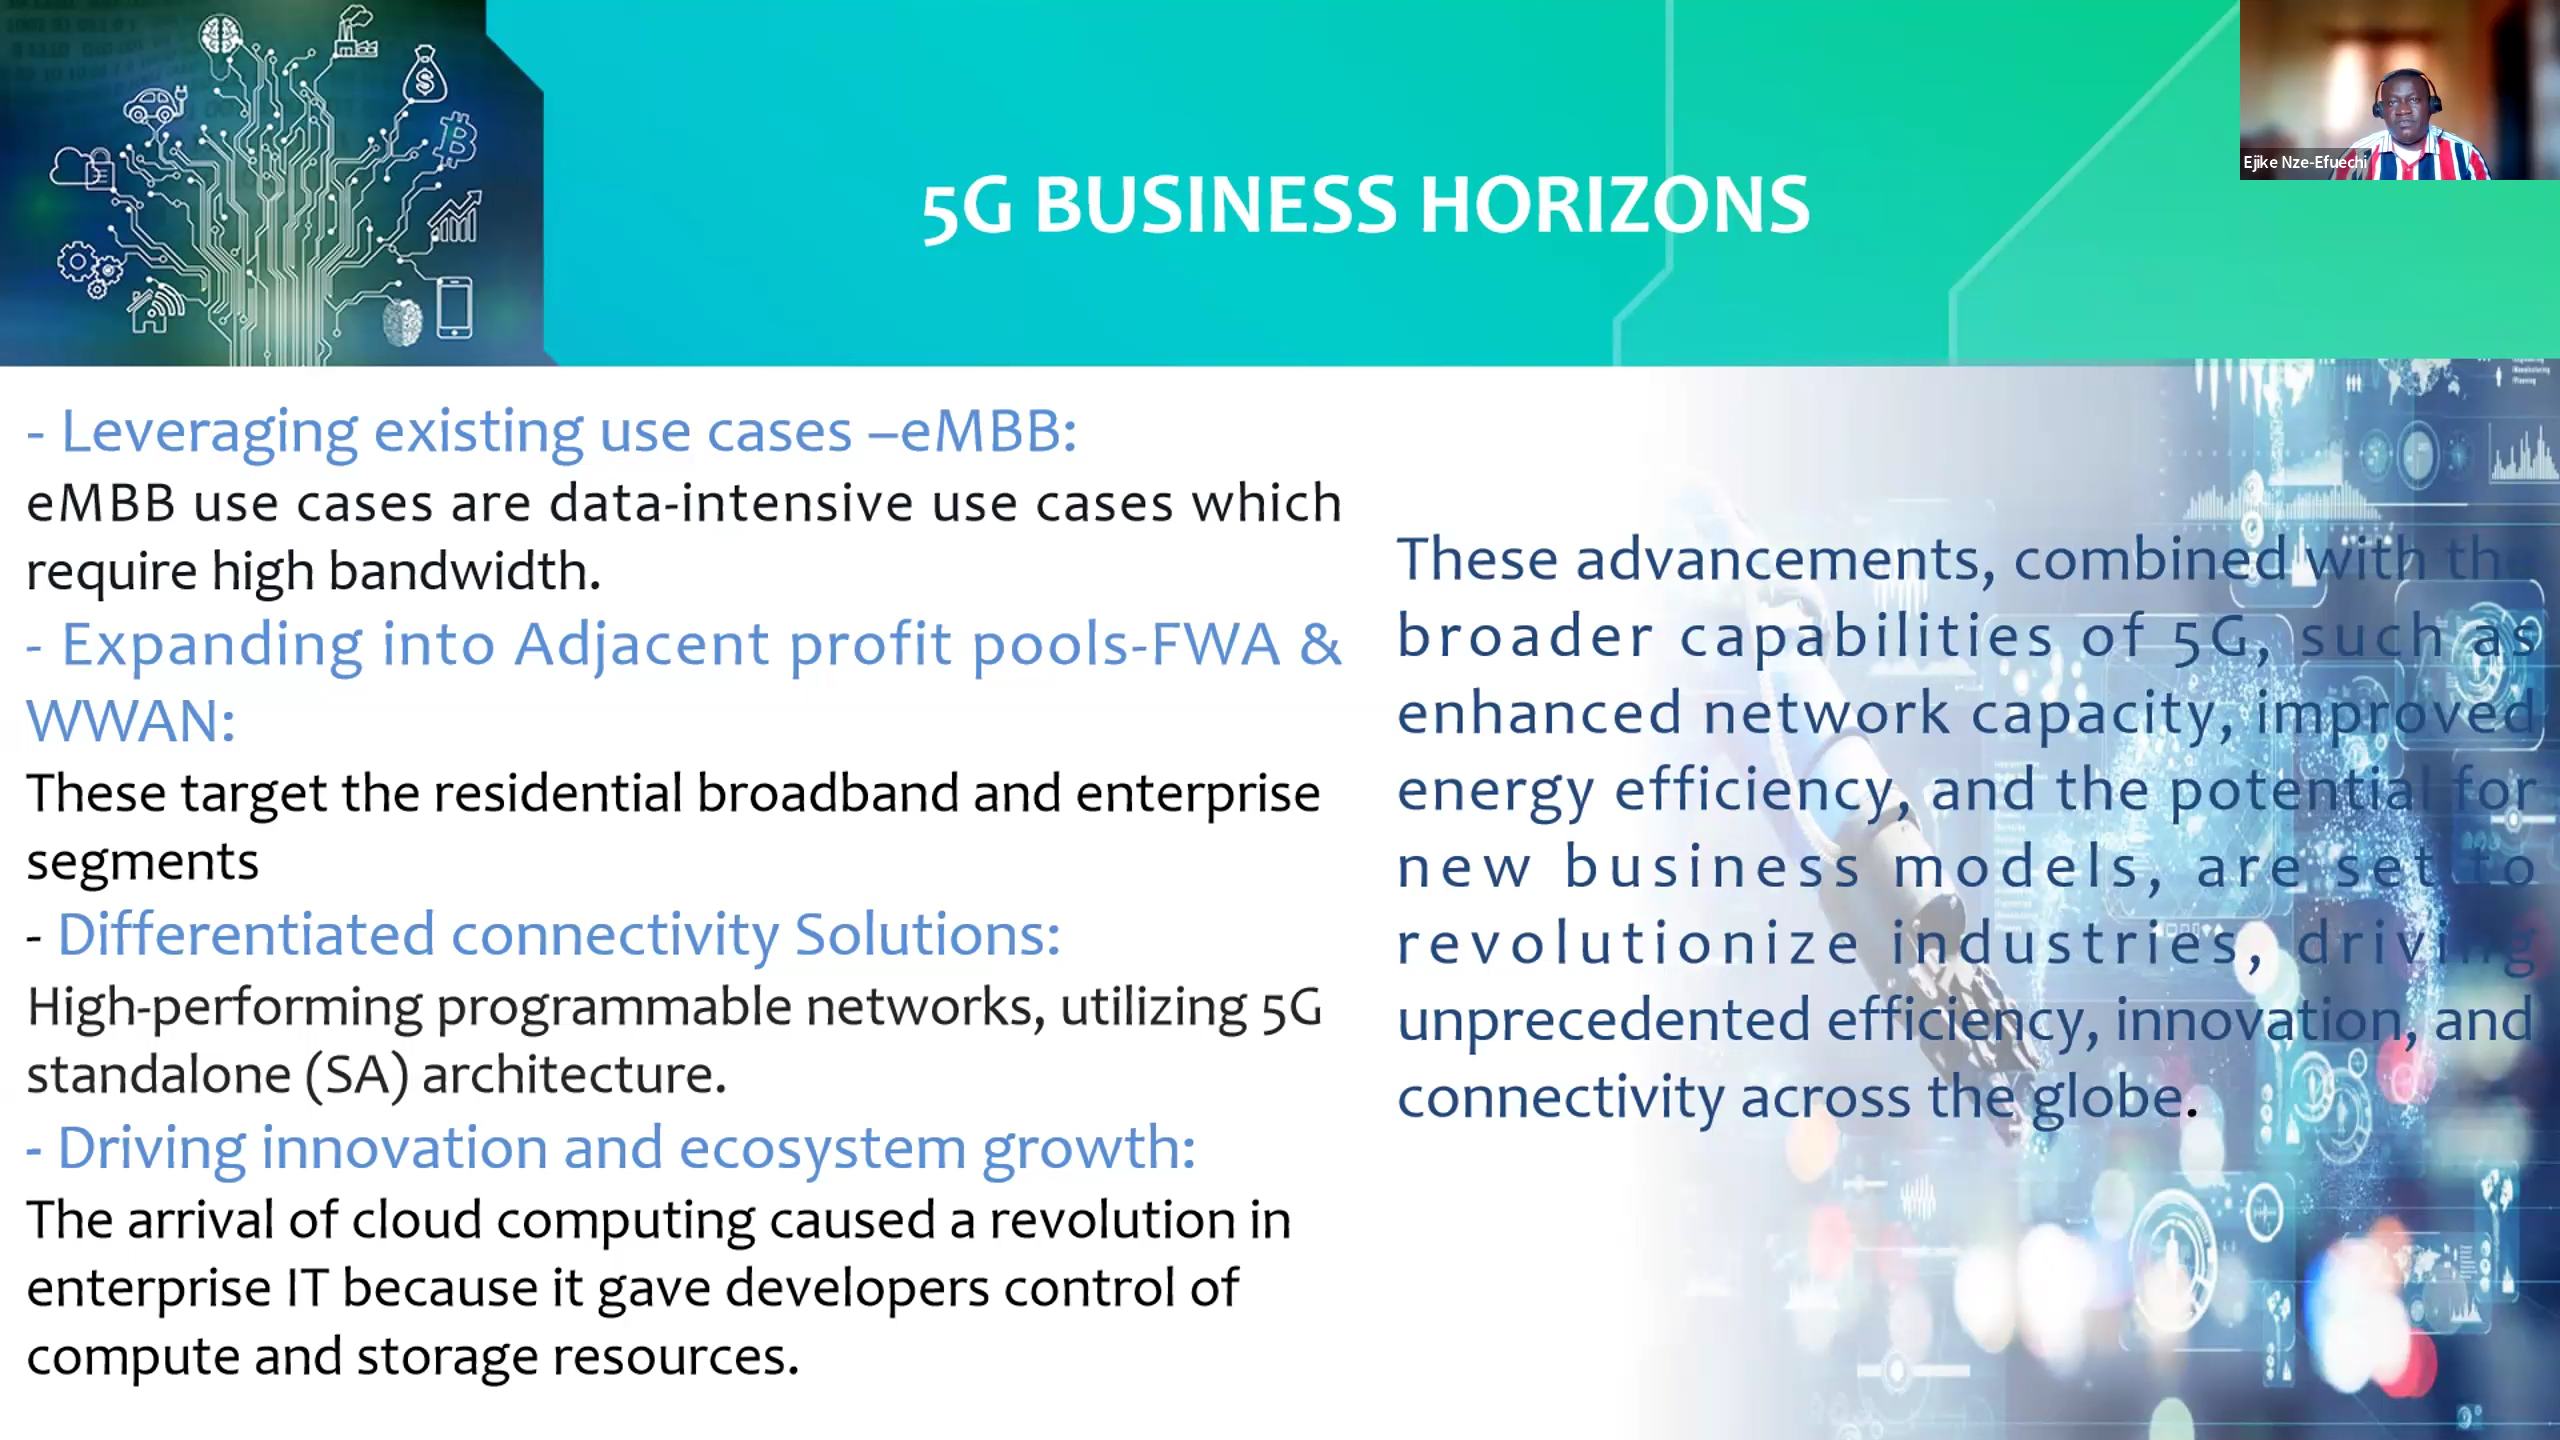 5G BUSINESS HORIZONS
Ejike Nze-Efuechi
- Leveraging existing use cases –eMBB:
eMBB use cases are data-intensive use cases which
require high bandwidth.
- Expanding into Adjacent profit pools-FWA &
WWAN:
These target the residential broadband and enterprise
segments
- Differentiated connectivity Solutions:
High-performing programmable networks, utilizing 5G
standalone (SA) architecture.
- Driving innovation and ecosystem growth:
The arrival of cloud computing caused a revolution in
enterprise IT because it gave developers control of
compute and storage resources.
These advancements, combined with the
broader capabilities of 5G, such as
enhanced network capacity, improved
energy efficiency, and the potential for
new business models, are set to
revolutionize industries, driving
unprecedented efficiency, innovation, and
connectivity across the globe.